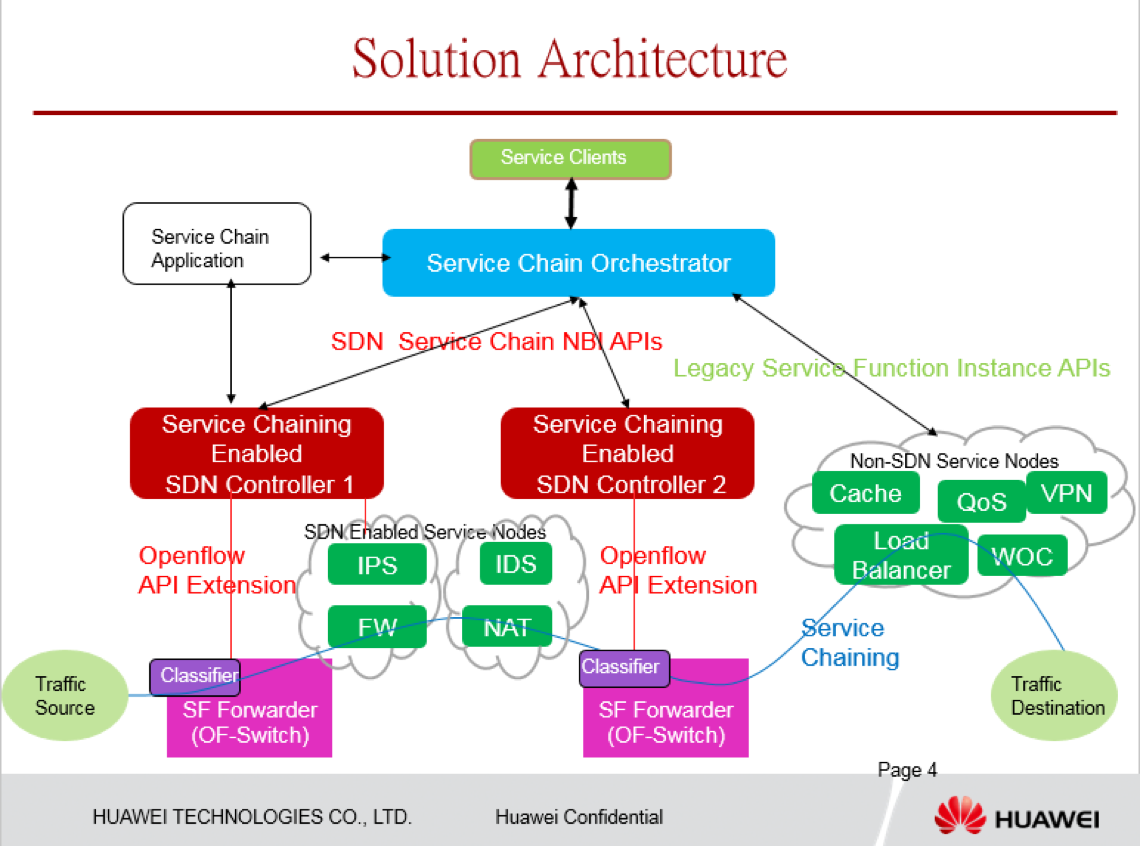 Solution Architecture
Service Clients
Service Chain
Application
Service Chain Orchestrator
SDN  Service Chain NBI APIs
Legacy Service Function Instance APIs
Service Chaining
Enabled
SDN Controller 1
Service Chaining
Enabled
SDN Controller 2
Non-SDN Service Nodes
Cache
QoS
VPN
Load
Balancer
WOC
SDN Enabled Service Nodes
Openflow
API Extension
IPS
IDS
FW
NAT
Openflow
API Extension
Service
Chaining
Traffic
Source
Classifier
SF Forwarder
(OF-Switch)
Classifier
SF Forwarder
(OF-Switch)
Traffic
Destination
Page 4
HUAWEI TECHNOLOGIES CO., LTD.
Huawei Confidential
HUAWEI